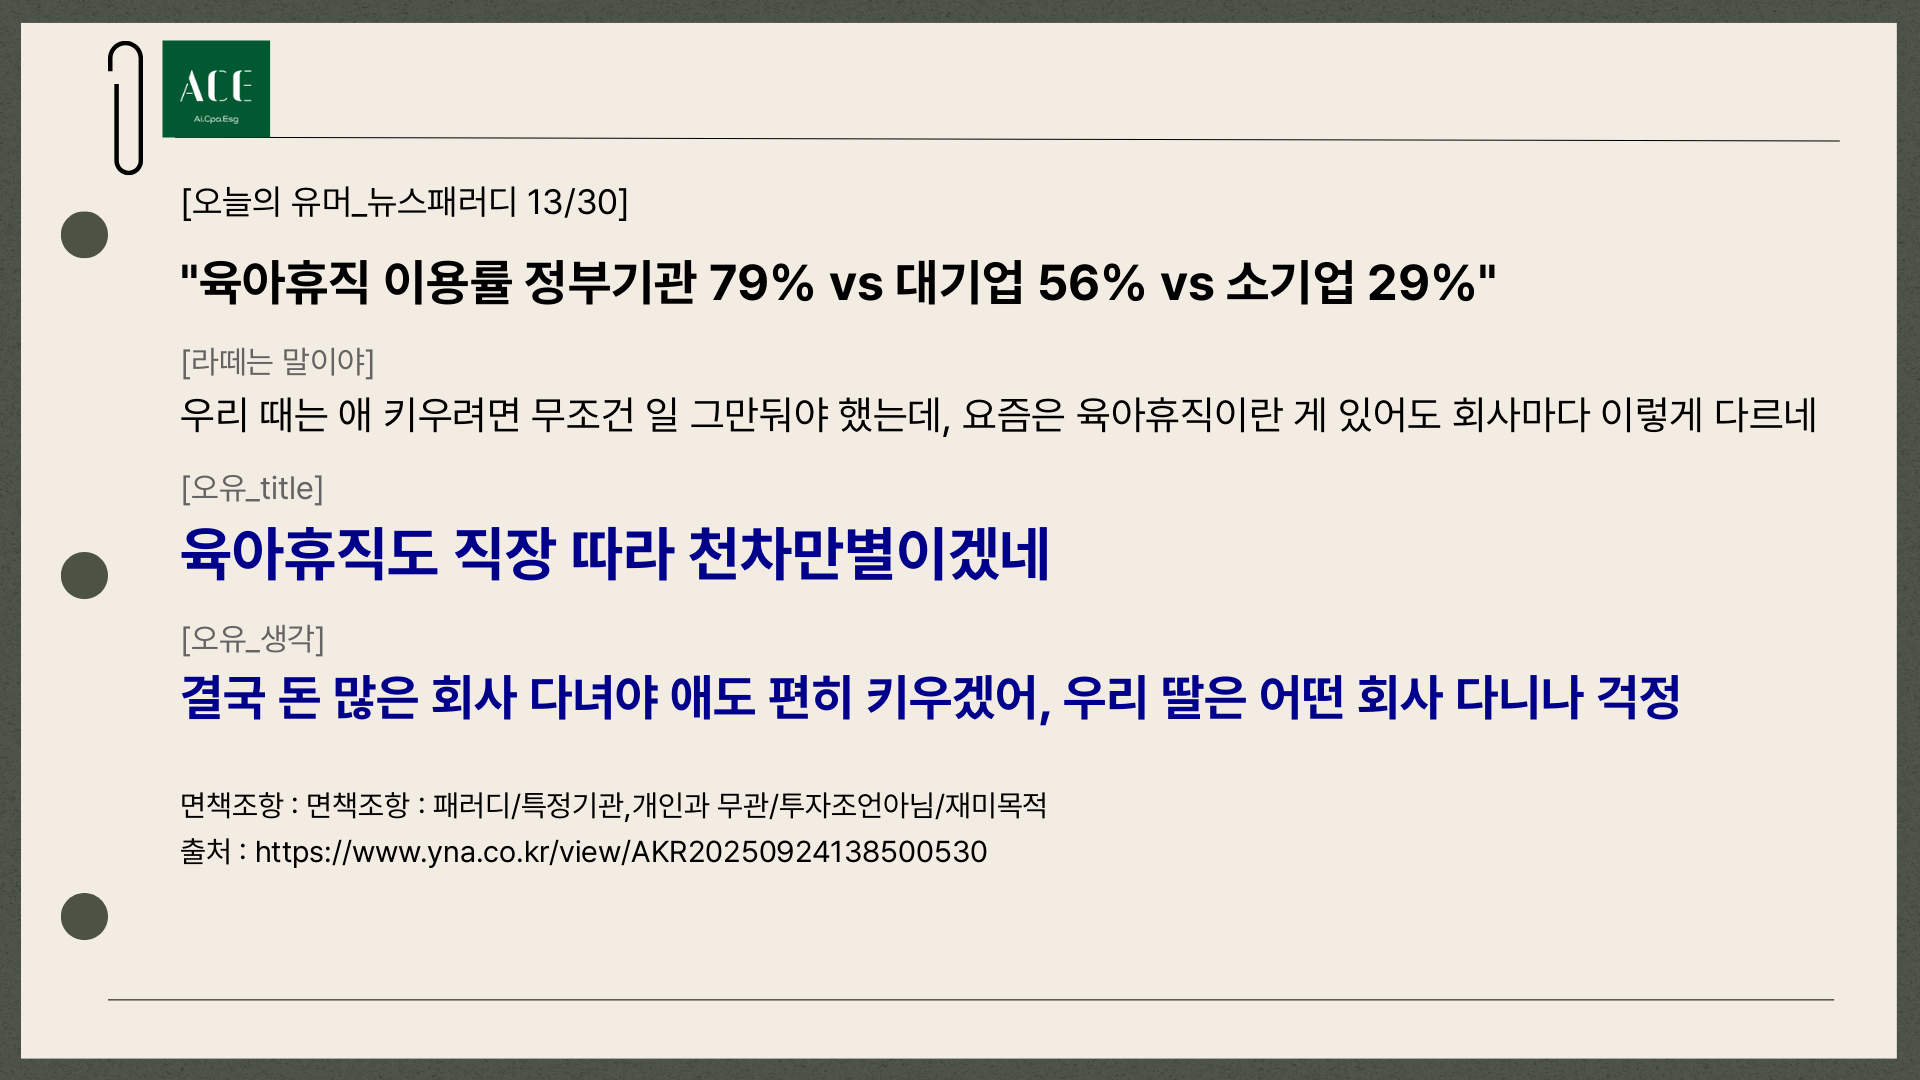 ACE
Ai.Cpa.Esg
[오늘의 유머_뉴스패러디 13/30]
"육아휴직 이용률 정부기관 79% vs 대기업 56% vs 소기업 29%"
[라떼는 말이야]
우리 때는 애 키우려면 무조건 일 그만둬야 했는데, 요즘은 육아휴직이란 게 있어도 회사마다 이렇게 다르네
[오유_title]
육아휴직도 직장 따라 천차만별이겠네
[오유_생각]
결국 돈 많은 회사 다녀야 애도 편히 키우겠어, 우리 딸은 어떤 회사 다니나 걱정
면책조항 : 면책조항 : 패러디/특정기관,개인과 무관/투자조언아님/재미목적
출처 : https://www.yna.co.kr/view/AKR20250924138500530